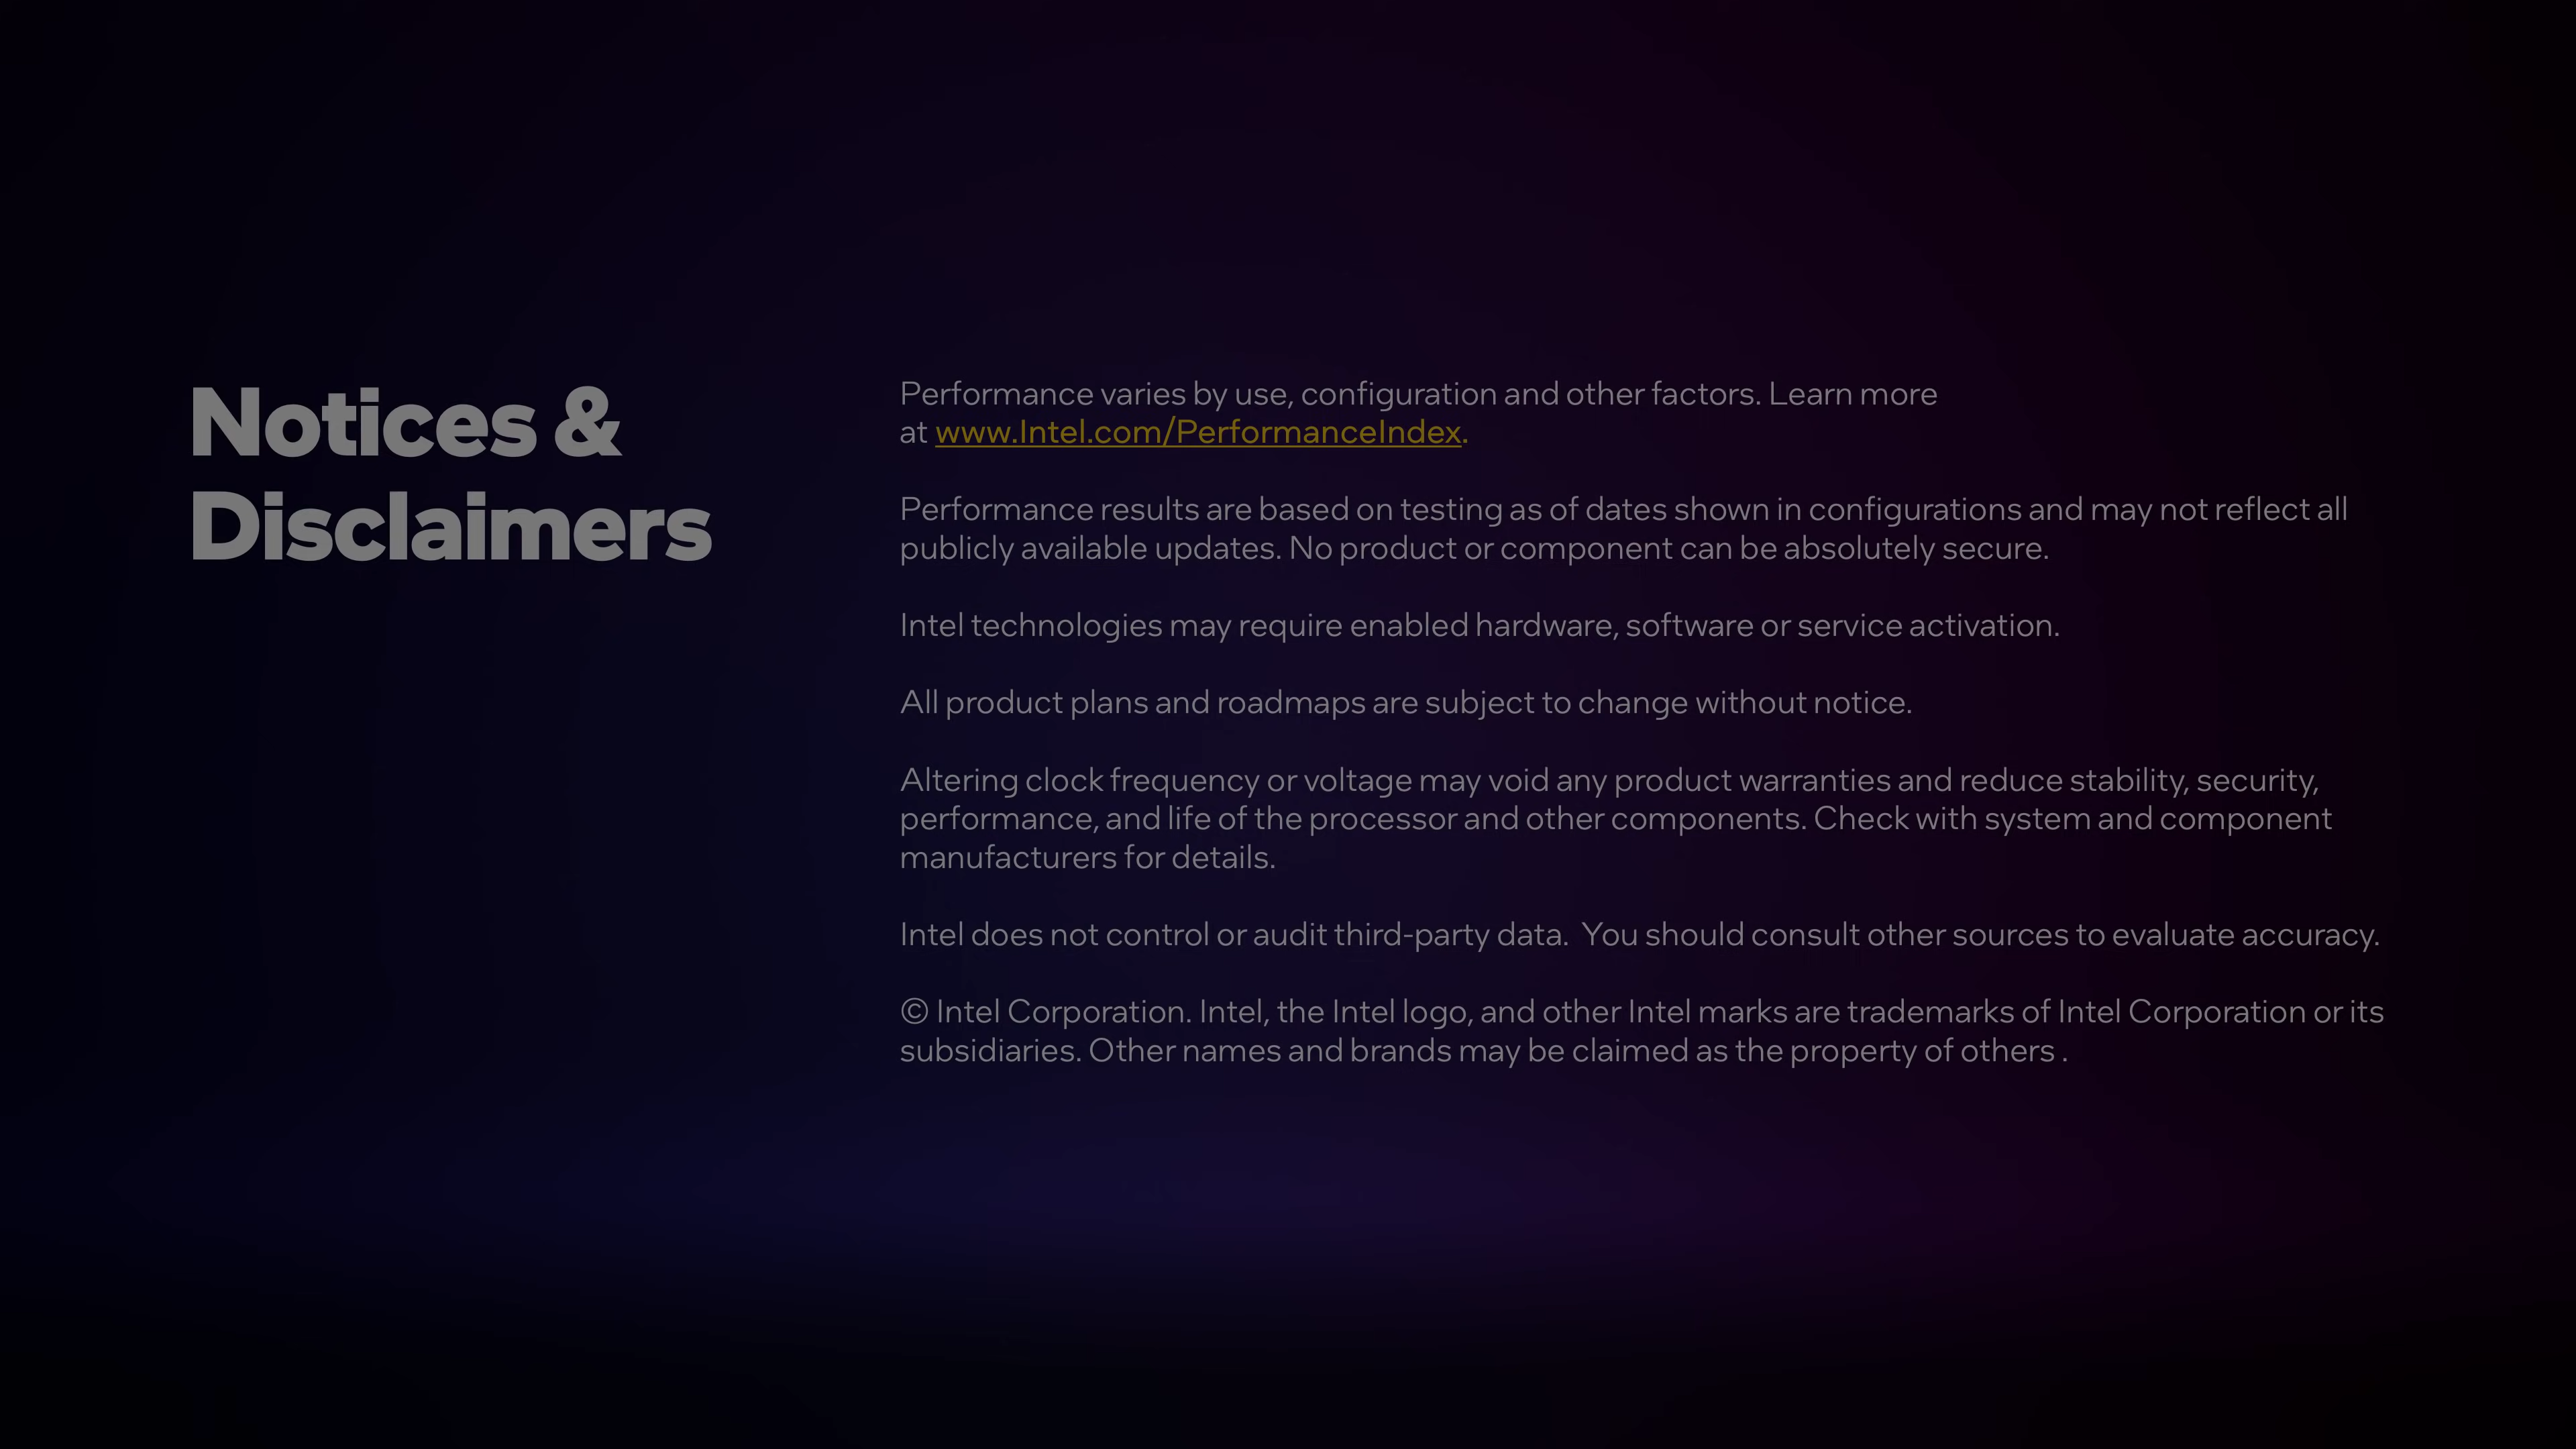 Notices &
Disclaimers
Performance varies by use, configuration and other factors. Learn more
at www.Intel.com/PerformanceIndex.
Performance results are based on testing as of dates shown in configurations and may not reflect all
publicly available updates. No product or component can be absolutely secure.
Intel technologies may require enabled hardware, software or service activation.
All product plans and roadmaps are subject to change without notice.
Altering clock frequency or voltage may void any product warranties and reduce stability, security,
performance, and life of the processor and other components. Check with system and component
manufacturers for details.
Intel does not control or audit third-party data.  You should consult other sources to evaluate accuracy.
© Intel Corporation. Intel, the Intel logo, and other Intel marks are trademarks of Intel Corporation or its
subsidiaries. Other names and brands may be claimed as the property of others .